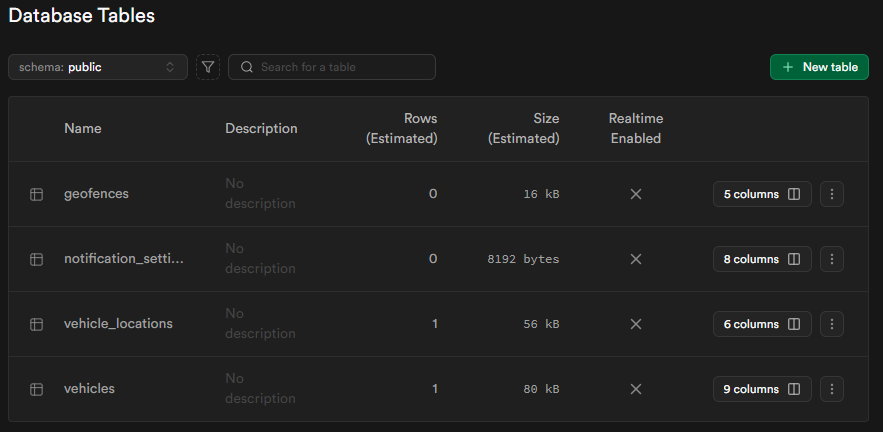 Database Tables
schema: public
Search for a table
New table
Name Description Rows (Estimated) Size (Estimated) Realtime Enabled
geofences No description 0 16 kB 5 columns
notification_setti... No description 0 8192 bytes 8 columns
vehicle_locations No description 1 56 kB 6 columns
vehicles No description 1 80 kB 9 columns